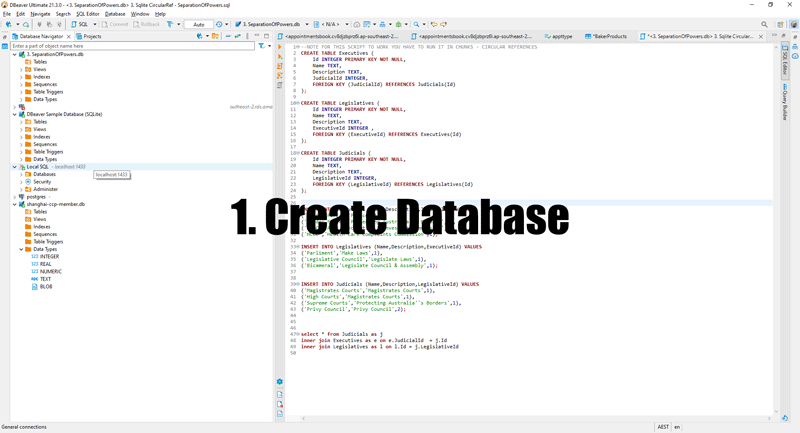 DBeaver Ultimate 21.3.0 - <3. SeparationOfPowers.db> 3. Sqlite CircularRaf - SeparationOfPowers.sql
File Edit Navigate Search SQL Editor Database Window Help
SQL Commit Rollback Auto 3. SeparationOfPowers.db < N/A >
Database Navigator Projects
Enter a part of object name here
3. SeparationOfPowers.db
Tables
Views
Indexes
Sequences
Table Triggers
Data Types
DBeaver Sample Database (SQLite)
Tables
Views
Indexes
Sequences
Table Triggers
Data Types
Local SQL - localhost:1433
Databases
localhost:1433
Security
Administer
postgres
shanghai-ccp-member.db
Tables
Views
Indexes
Sequences
Table Triggers
Data Types
INTEGER
REAL
NUMERIC
TEXT
BLOB
<appointmentsbook.cv8djzbprz8i.ap-southeast-2...
<appointmentsbook.cv8djzbprz8i.ap-southeast-2...
apptype
*BakerProducts
*<3. SeparationOfPowers.db> 3. Sqlite Circular...
--NOTE FOR THIS SCRIPT TO WORK YOU HAVE TO RUN IT IN CHUNKS - CIRCULAR REFERENCES
CREATE TABLE Executives (
Id INTEGER PRIMARY KEY NOT NULL,
Name TEXT,
Description TEXT,
JudicialId INTEGER,
FOREIGN KEY (JudicialId) REFERENCES Judicials(Id)
);
CREATE TABLE Legislatives (
Id INTEGER PRIMARY KEY NOT NULL,
Name TEXT,
Description TEXT,
ExecutiveId INTEGER ,
FOREIGN KEY (ExecutiveId) REFERENCES Executives(Id)
);
CREATE TABLE Judicials (
Id INTEGER PRIMARY KEY NOT NULL,
Name TEXT,
Description TEXT,
LegislativeId INTEGER,
FOREIGN KEY (LegislativeId) REFERENCES Legislatives(Id)
);
1. Create Database
INSERT INTO Legislatives (Name,Description,ExecutiveId) VALUES
('Parliment','Make Laws',1),
('Legislative Council','Legislate Laws',1),
('Bicameral','Legislate Council & Assembly',1);
INSERT INTO Judicials (Name,Description,LegislativeId) VALUES
('Magistrates Courts','Magistrates Courts',1),
('High Courts','Magistrates Courts',1),
('Supreme Courts','Protecting Australia''s Borders',1),
('Privy Council','Privy Council',2);
select * from Judicials as j
inner join Executives as e on e.JudicialId = j.Id
inner join Legislatives as l on l.Id = j.LegislativeId
SQL Editor
Query Builder
General connections
AEST en